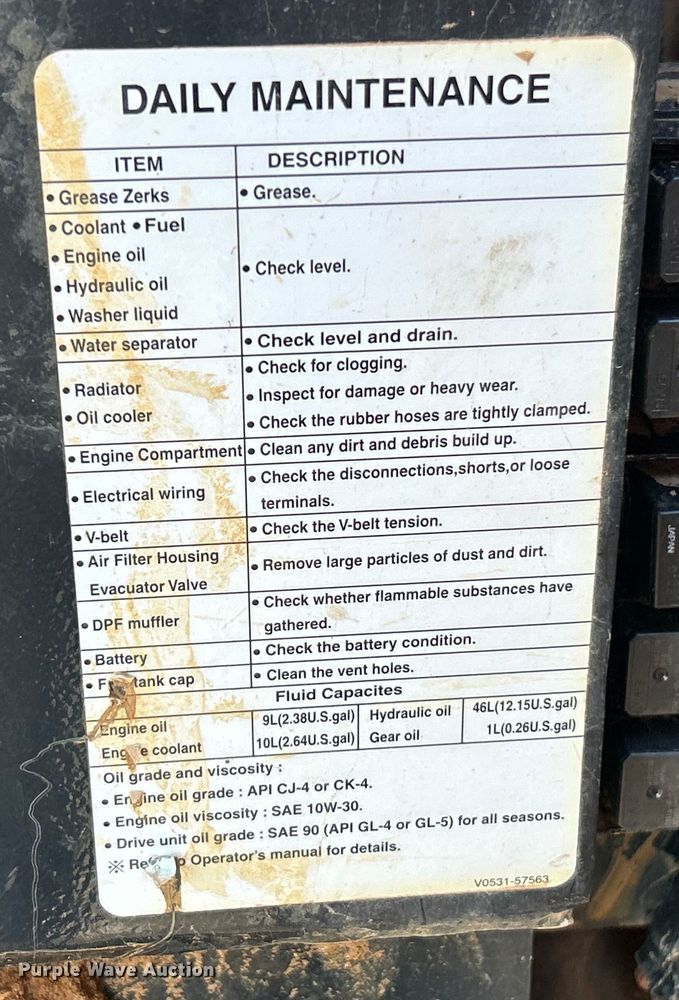 DAILY MAINTENANCE
ITEM DESCRIPTION
• Grease Zerks • Grease.
• Coolant • Fuel
• Engine oil
• Hydraulic oil
• Washer liquid
• Check level.
• Water separator • Check level and drain.
• Radiator
• Oil cooler
• Check for clogging.
• Inspect for damage or heavy wear.
• Check the rubber hoses are tightly clamped.
• Engine Compartment • Clean any dirt and debris build up.
• Electrical wiring
• Check the disconnections,shorts,or loose
terminals.
• V-belt • Check the V-belt tension.
• Air Filter Housing
Evacuator Valve
• Remove large particles of dust and dirt.
• DPF muffler
• Check whether flammable substances have
gathered.
• Battery • Check the battery condition.
• tank cap • Clean the vent holes.
Fluid Capacites
Engine oil 9L(2.38U.S.gal) Hydraulic oil 46L(12.15U.S.gal)
Engine coolant 10L(2.64U.S.gal) Gear oil 1L(0.26U.S.gal)
Oil grade and viscosity :
• Engine oil grade : API CJ-4 or CK-4.
• Engine oil viscosity : SAE 10W-30.
• Drive unit oil grade : SAE 90 (API GL-4 or GL-5) for all seasons.
※ Operator's manual for details.
V0531-57563
JAPAN
Purple Wave Auction